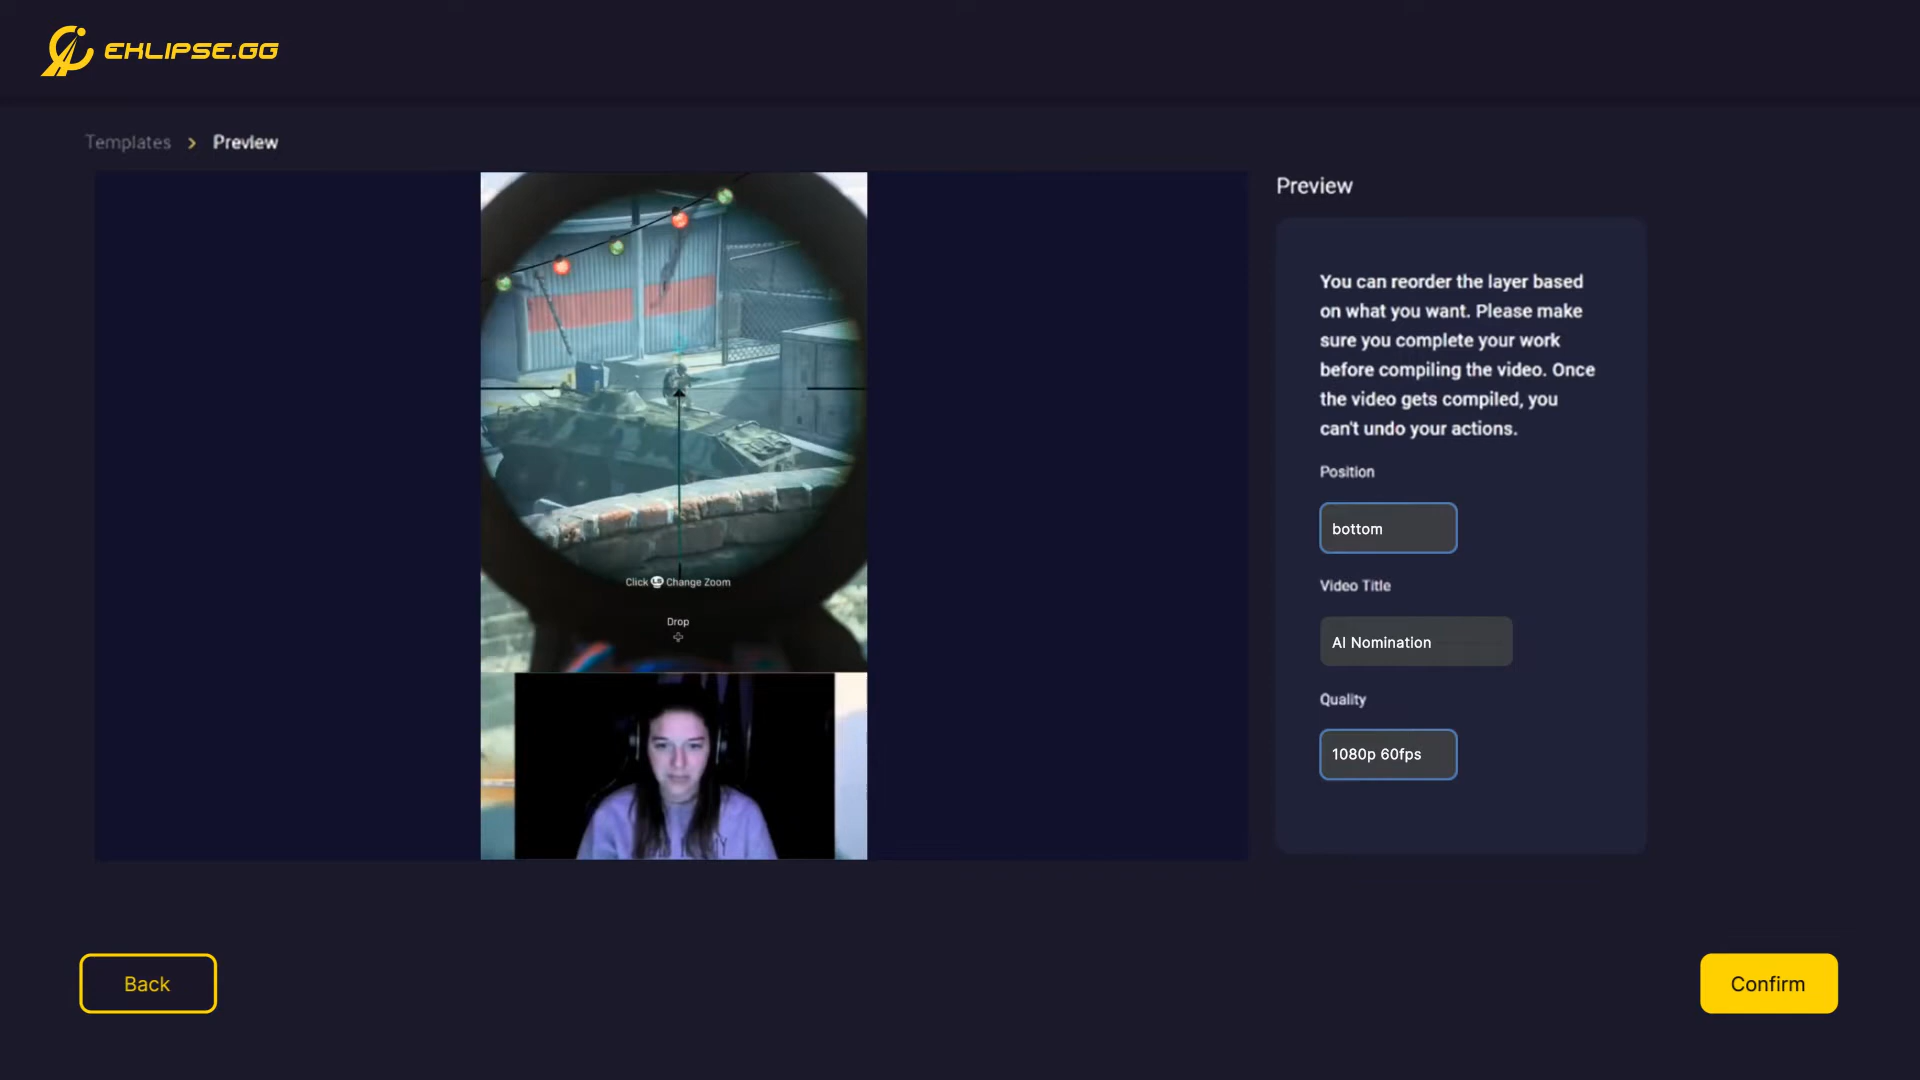 EKLIPSE.GG
Templates > Preview
Preview
You can reorder the layer based
on what you want. Please make
sure you complete your work
before compiling the video. Once
the video gets compiled, you
can't undo your actions.
Position
bottom
Video Title
AI Nomination
Quality
1080p 60fps
Click LS Change Zoom
Drop
Back
Confirm